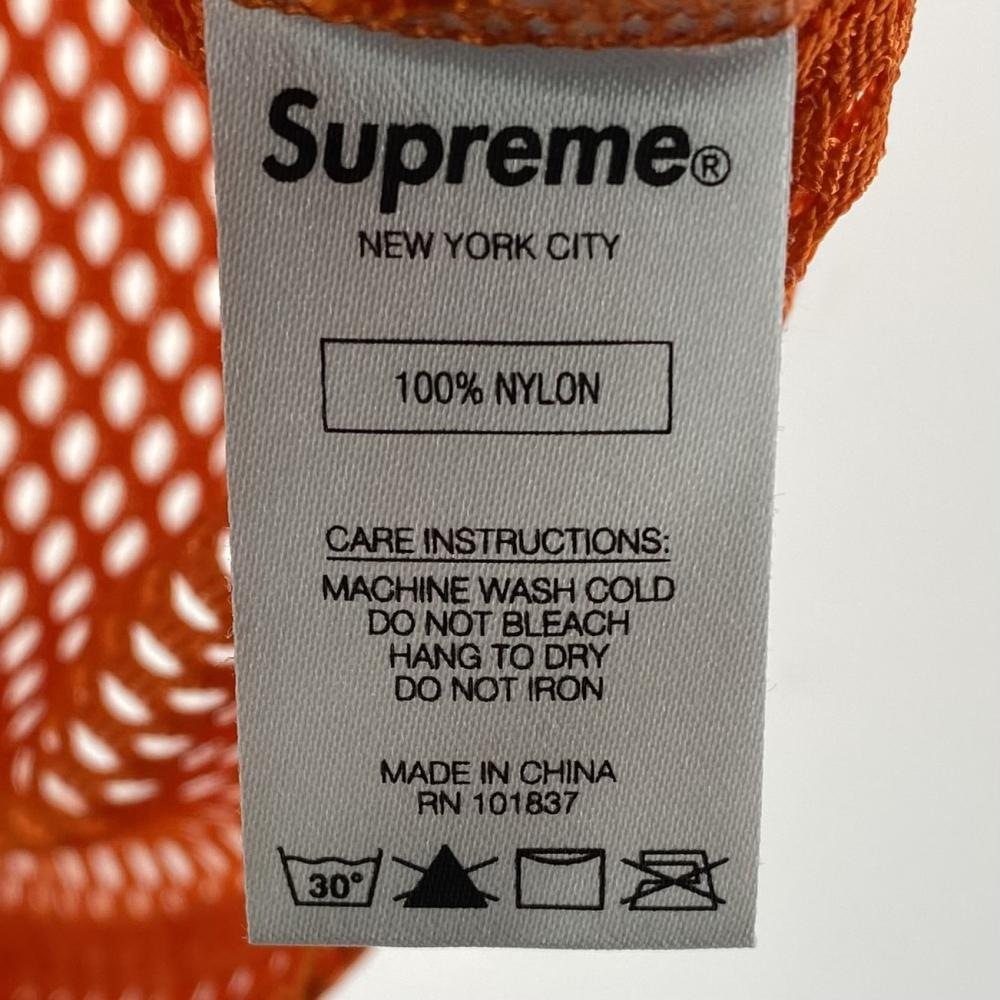 Supreme®
NEW YORK CITY
100% NYLON
CARE INSTRUCTIONS:
MACHINE WASH COLD
DO NOT BLEACH
HANG TO DRY
DO NOT IRON
MADE IN CHINA
RN 101837
30°